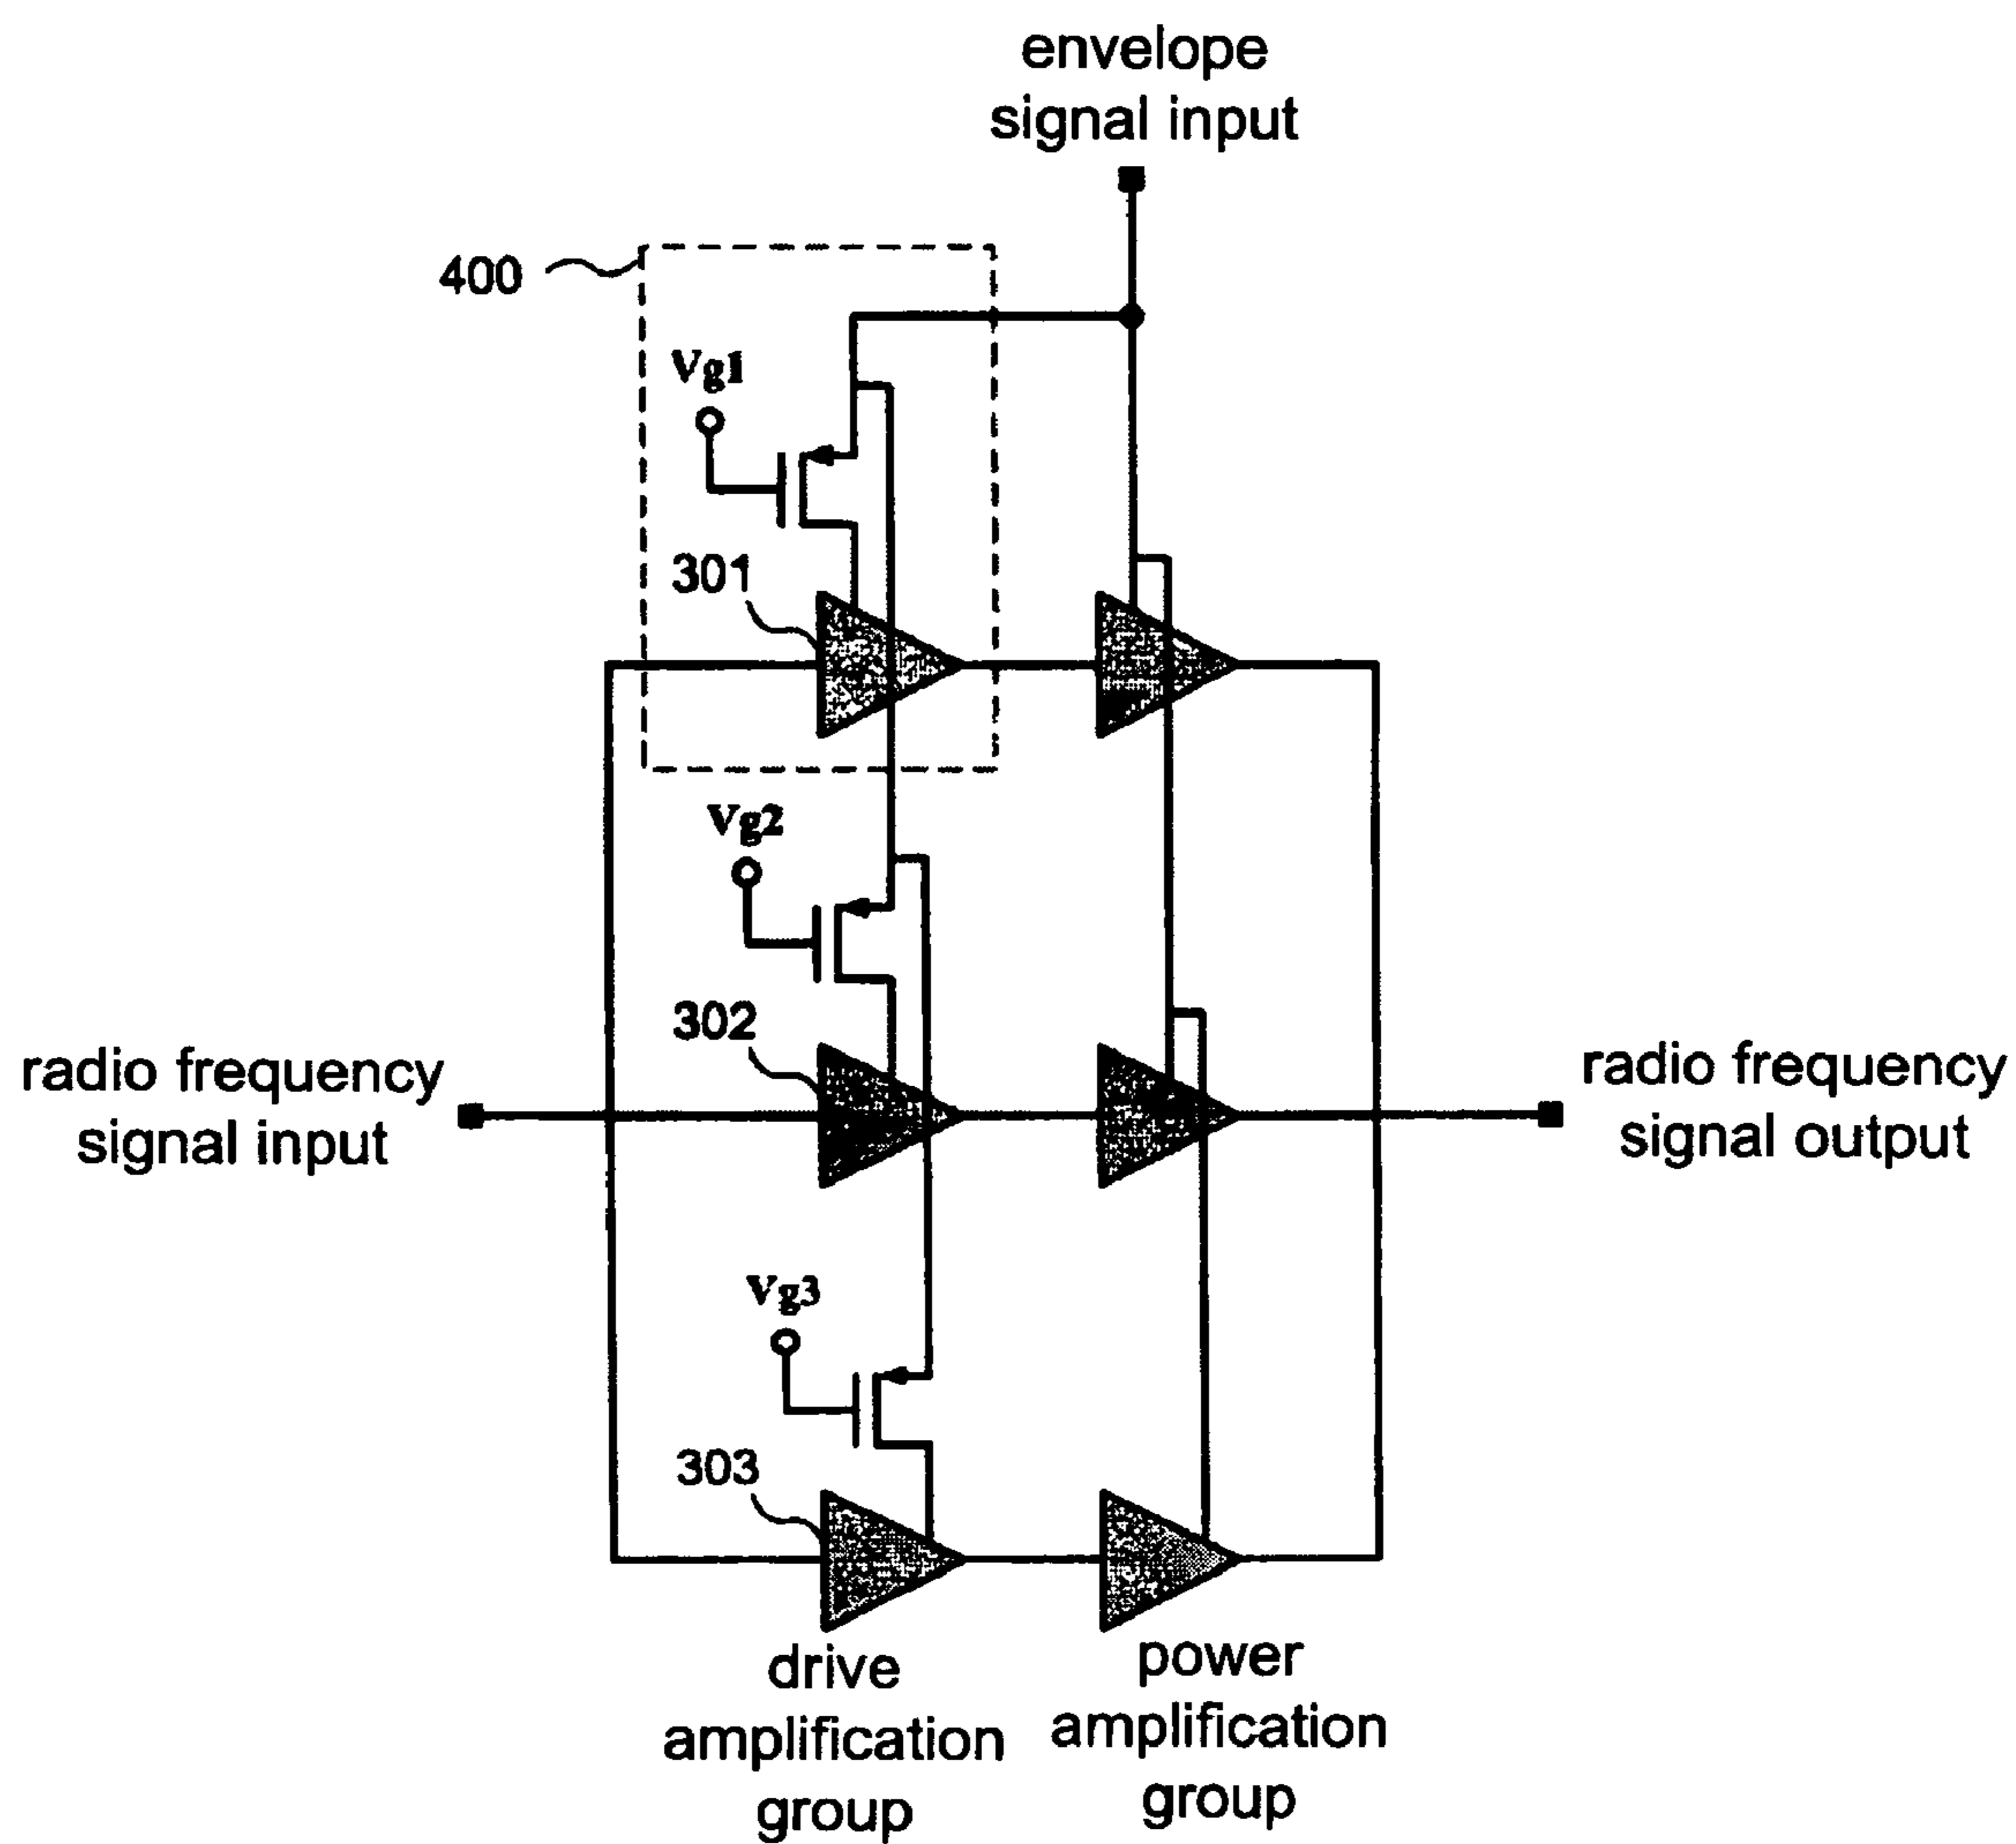 envelope
signal input
400
Vg1
301
Vg2
302
radio frequency
signal input
radio frequency
signal output
Vg3
303
drive
amplification
group
power
amplification
group